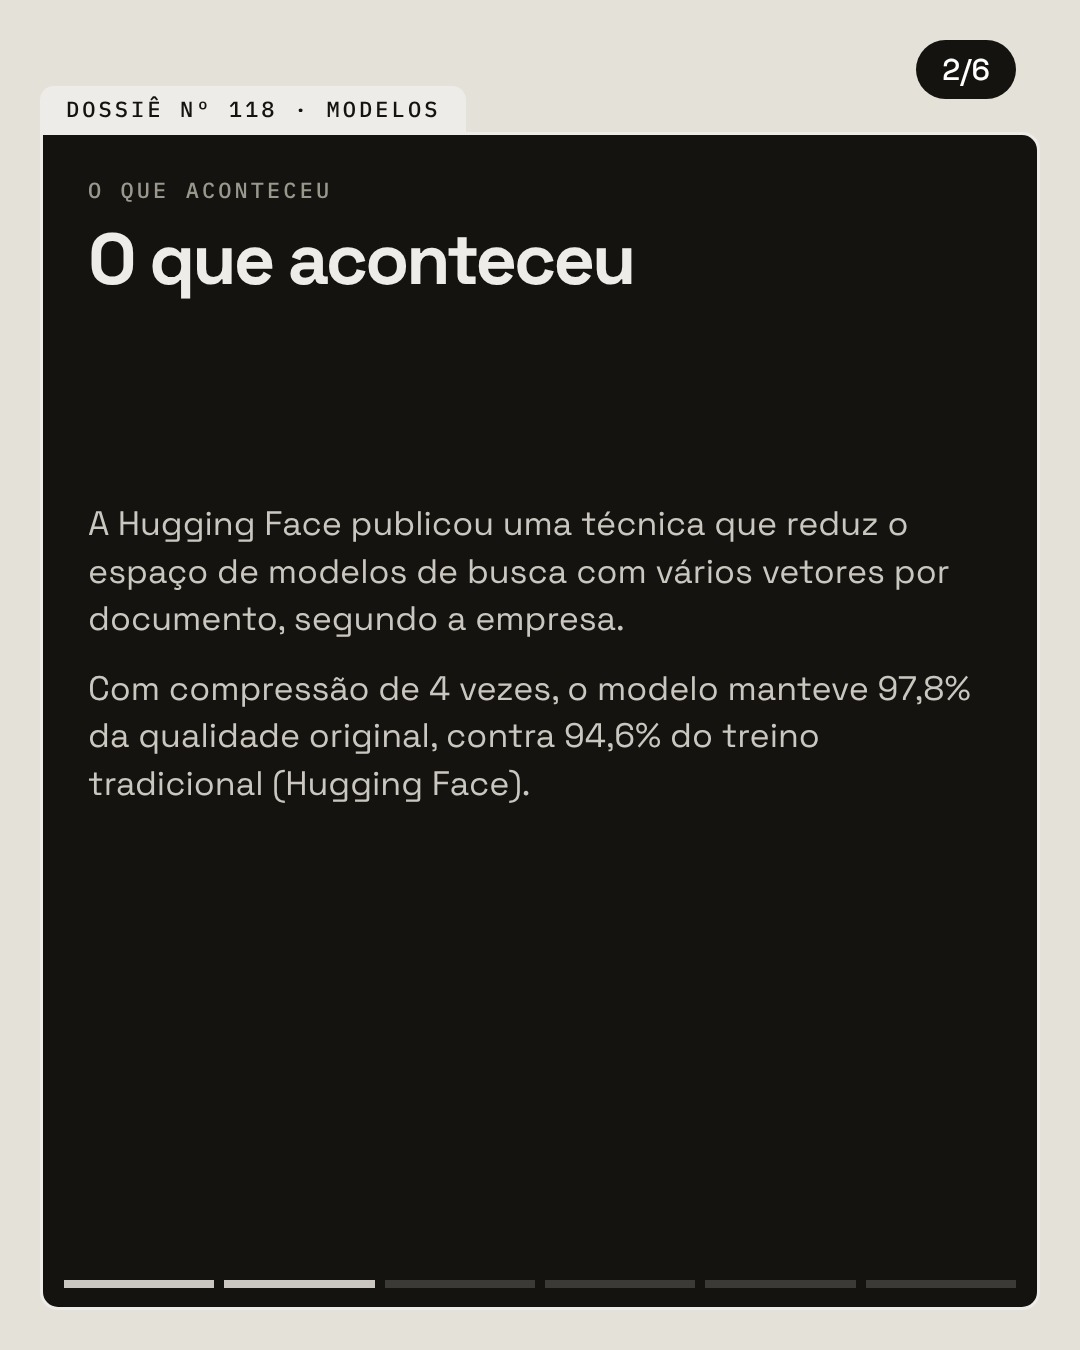 2/6
DOSSIÊ Nº 118 · MODELOS
O QUE ACONTECEU
O que aconteceu
A Hugging Face publicou uma técnica que reduz o
espaço de modelos de busca com vários vetores por
documento, segundo a empresa.
Com compressão de 4 vezes, o modelo manteve 97,8%
da qualidade original, contra 94,6% do treino
tradicional (Hugging Face).